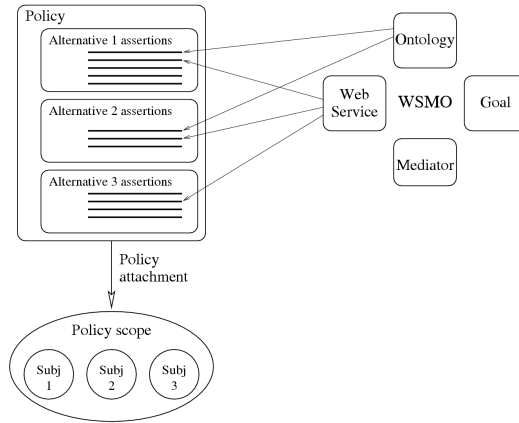 Policy
Alternative 1 assertions
Alternative 2 assertions
Alternative 3 assertions
Ontology
Web
Service
WSMO
Goal
Mediator
Policy
attachment
Policy scope
Subj
1
Subj
2
Subj
3